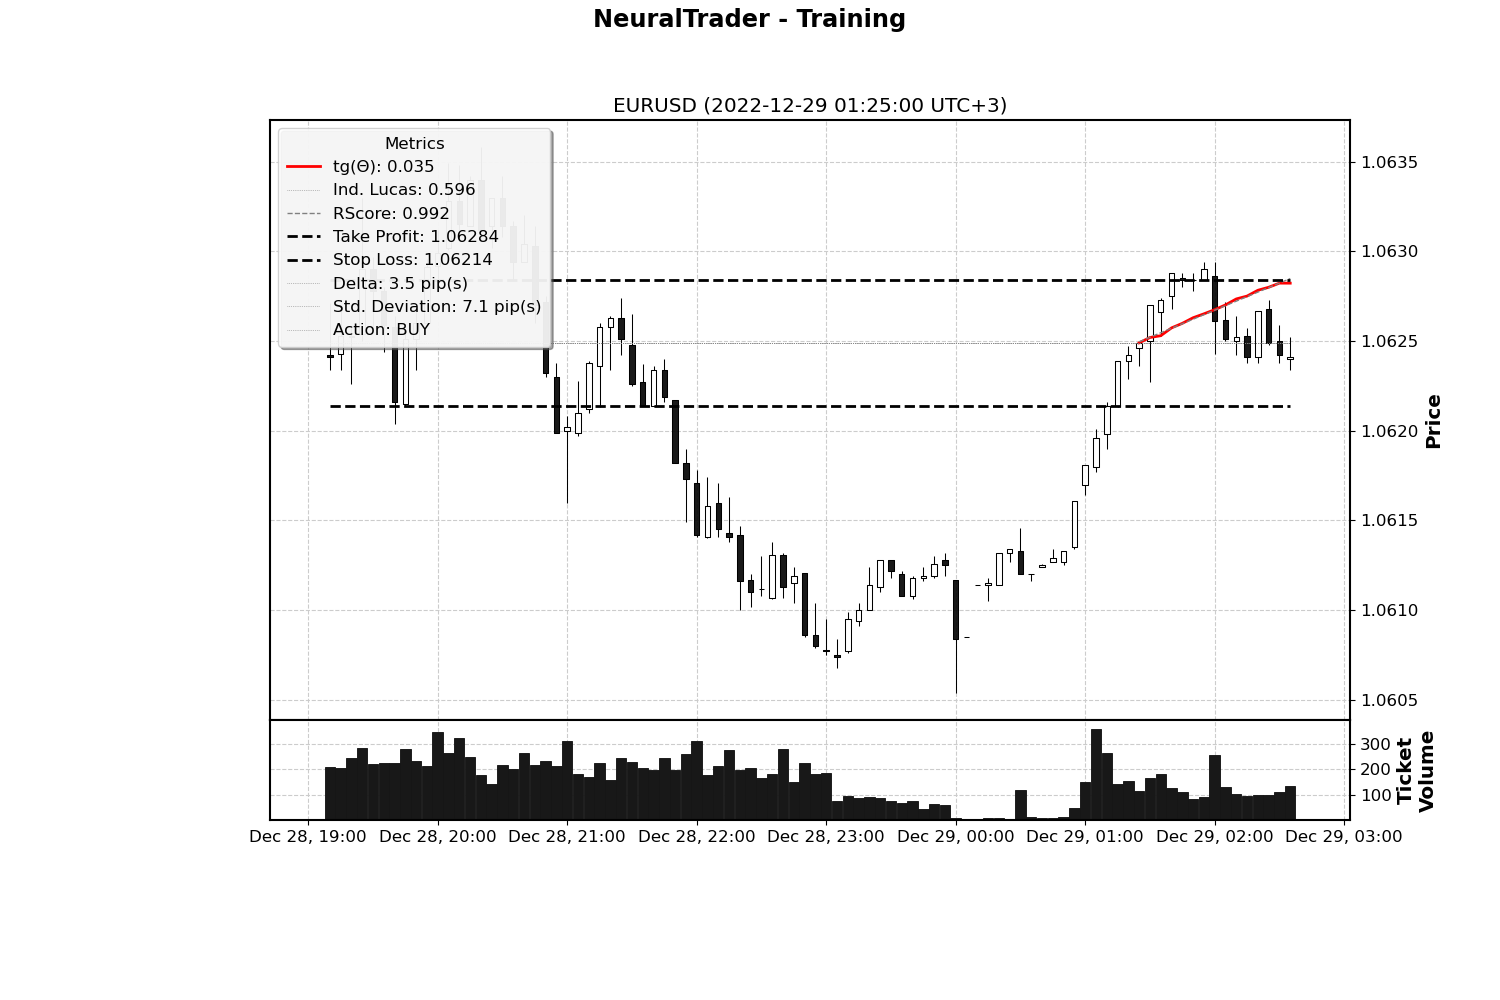 NeuralTrader - Training
EURUSD (2022-12-29 01:25:00 UTC+3)
Metrics
tg(Θ): 0.035
Ind. Lucas: 0.596
RScore: 0.992
Take Profit: 1.06284
Stop Loss: 1.06214
Delta: 3.5 pip(s)
Std. Deviation: 7.1 pip(s)
Action: BUY
1.0635
1.0630
1.0625
1.0620
1.0615
1.0610
1.0605
Price
300
200
100
Ticket
Volume
Dec 28, 19:00
Dec 28, 20:00
Dec 28, 21:00
Dec 28, 22:00
Dec 28, 23:00
Dec 29, 00:00
Dec 29, 01:00
Dec 29, 02:00
Dec 29, 03:00